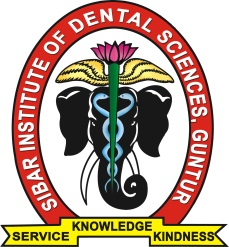 SIBAR INSTITUTE OF DENTAL SCIENCES, GUNTUR
KNOWLEDGE
SERVICE KINDNESS